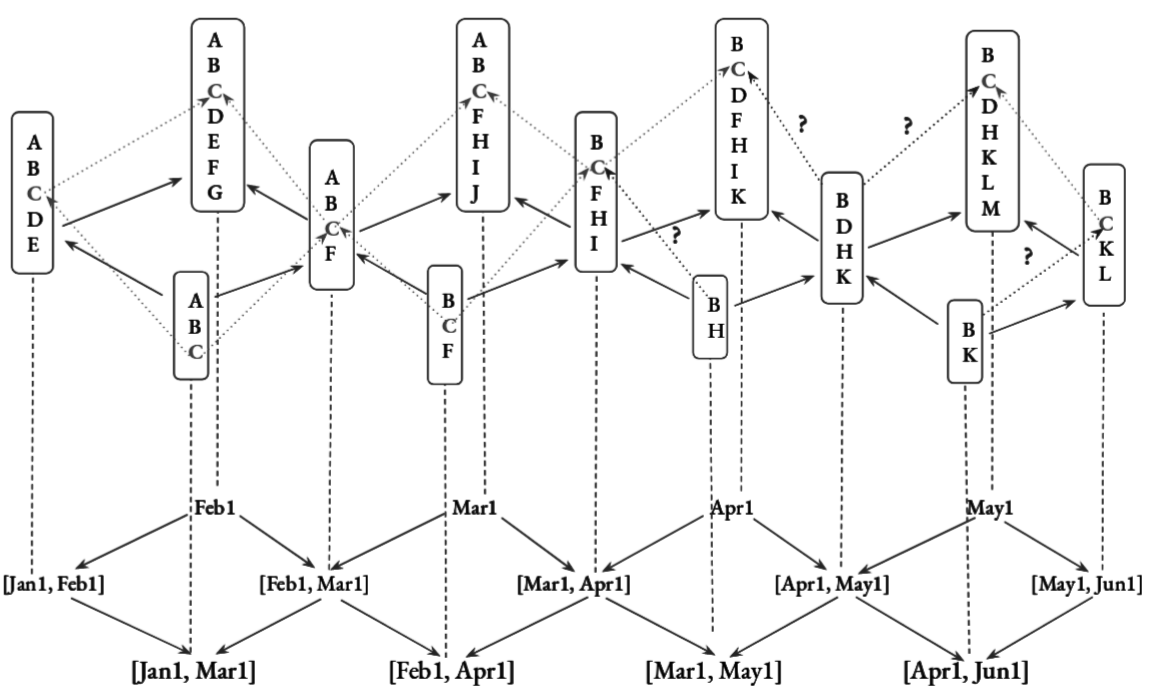 A
B
C
D
E
A
B
C
D
E
F
G
A
B
C
A
B
C
F
A
B
C
F
H
I
J
B
C
F
B
C
F
H
I
?
B
C
D
F
H
I
K
B
H
?
B
D
H
K
?
B
C
D
H
K
L
M
B
K
?
B
C
K
L
Feb1
Mar1
Apr1
May1
[Jan1, Feb1]
[Feb1, Mar1]
[Mar1, Apr1]
[Apr1, May1]
[May1, Jun1]
[Jan1, Mar1]
[Feb1, Apr1]
[Mar1, May1]
[Apr1, Jun1]